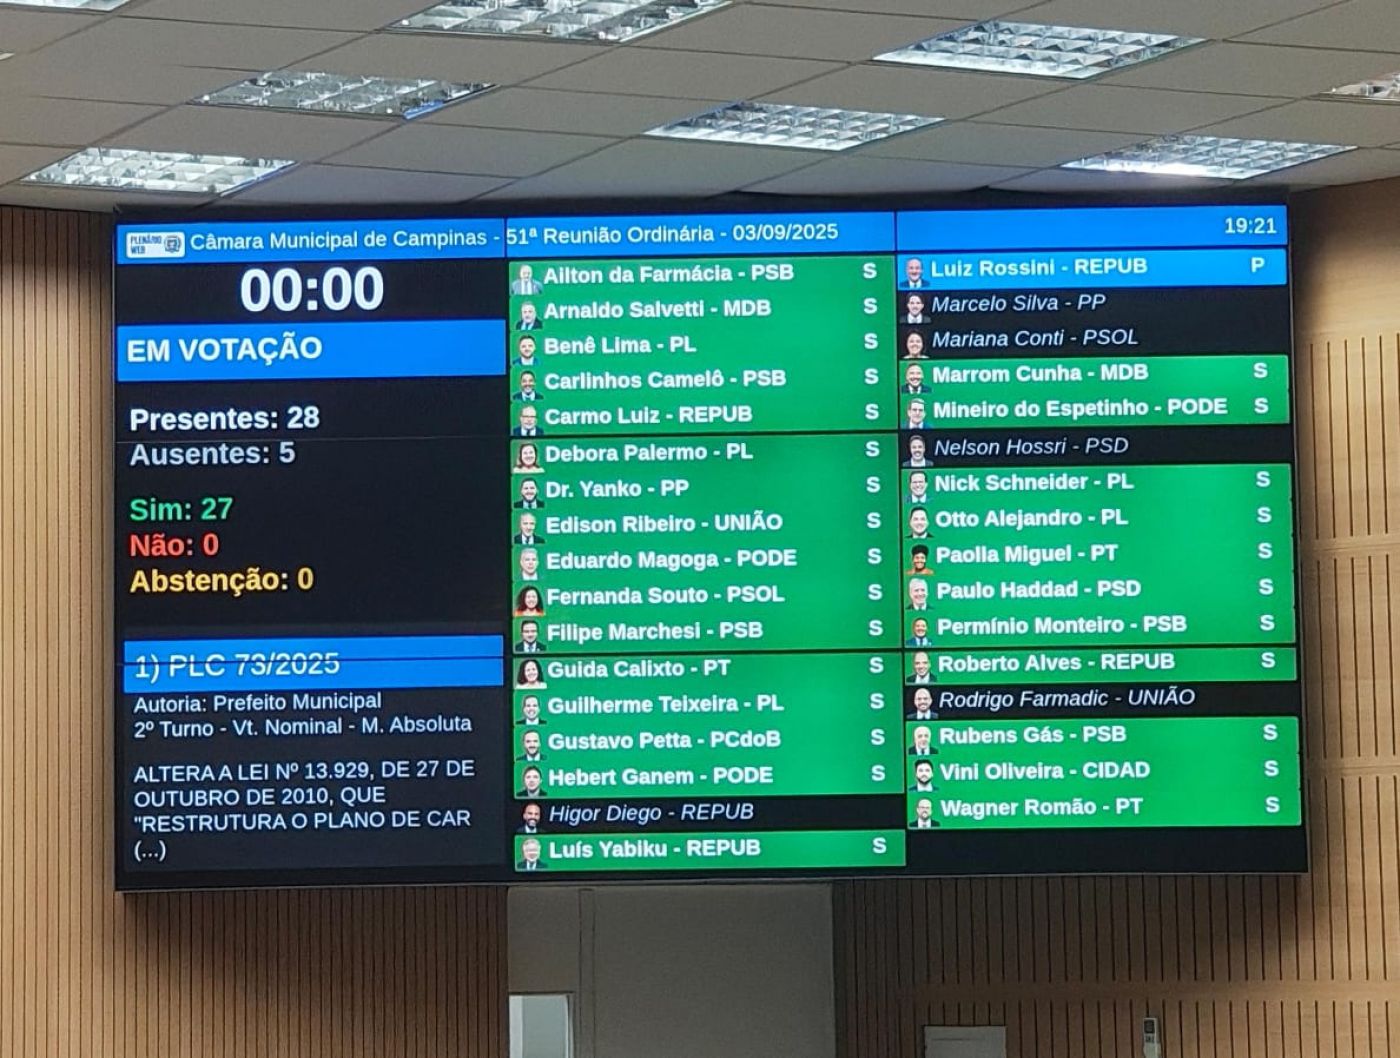 PLENÁRIO
WEB
Câmara Municipal de Campinas - 51ª Reunião Ordinária - 03/09/2025
19:21
00:00
EM VOTAÇÃO
Presentes: 28
Ausentes: 5
Sim: 27
Não: 0
Abstenção: 0
1) PLC 73/2025
Autoria: Prefeito Municipal
2º Turno - Vt. Nominal - M. Absoluta
ALTERA A LEI Nº 13.929, DE 27 DE
OUTUBRO DE 2010, QUE
"RESTRUTURA O PLANO DE CAR
(...)
Ailton da Farmácia - PSB S
Arnaldo Salvetti - MDB S
Benê Lima - PL S
Carlinhos Camelô - PSB S
Carmo Luiz - REPUB S
Debora Palermo - PL S
Dr. Yanko - PP S
Edison Ribeiro - UNIÃO S
Eduardo Magoga - PODE S
Fernanda Souto - PSOL S
Filipe Marchesi - PSB S
Guida Calixto - PT S
Guilherme Teixeira - PL S
Gustavo Petta - PCdoB S
Hebert Ganem - PODE S
Higor Diego - REPUB
Luís Yabiku - REPUB S
Luiz Rossini - REPUB P
Marcelo Silva - PP
Mariana Conti - PSOL
Marrom Cunha - MDB S
Mineiro do Espetinho - PODE S
Nelson Hossri - PSD
Nick Schneider - PL S
Otto Alejandro - PL S
Paolla Miguel - PT S
Paulo Haddad - PSD S
Permínio Monteiro - PSB S
Roberto Alves - REPUB S
Rodrigo Farmadic - UNIÃO
Rubens Gás - PSB S
Vini Oliveira - CIDAD S
Wagner Romão - PT S